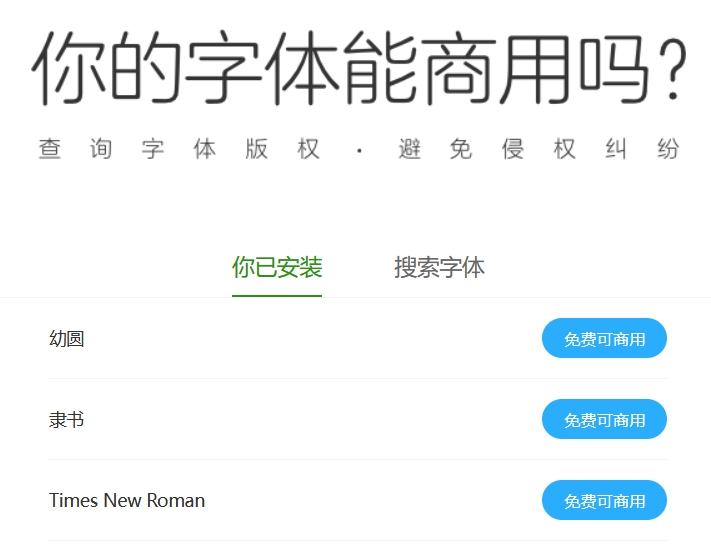 你的字体能商用吗?
查询字体版权·避免侵权纠纷
你已安装 搜索字体
幼圆 免费可商用
隶书 免费可商用
Times New Roman 免费可商用